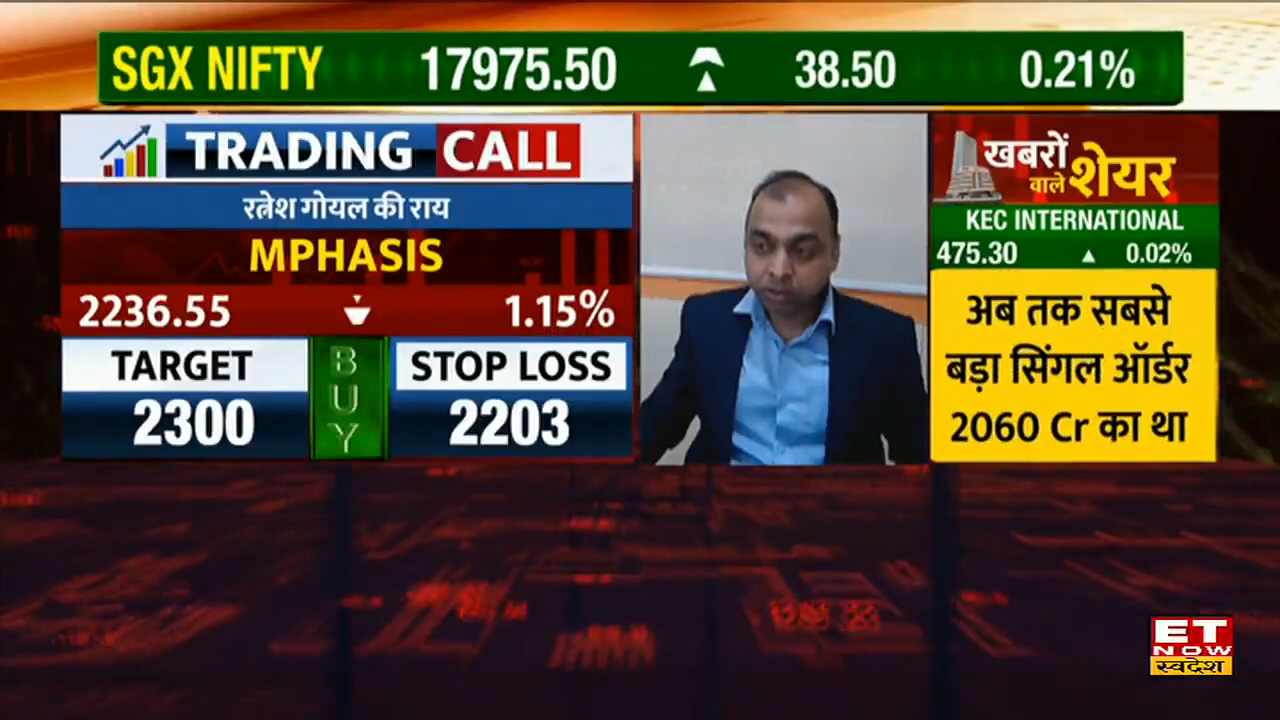 SGX NIFTY 17975.50 38.50 0.21%
TRADING CALL
रत्नेश गोयल की राय
MPHASIS
2236.55 1.15%
TARGET
2300
BUY
STOP LOSS
2203
खबरों
वाले शेयर
KEC INTERNATIONAL
475.30 0.02%
अब तक सबसे
बड़ा सिंगल ऑर्डर
2060 Cr का था
ET
NOW
स्वदेश